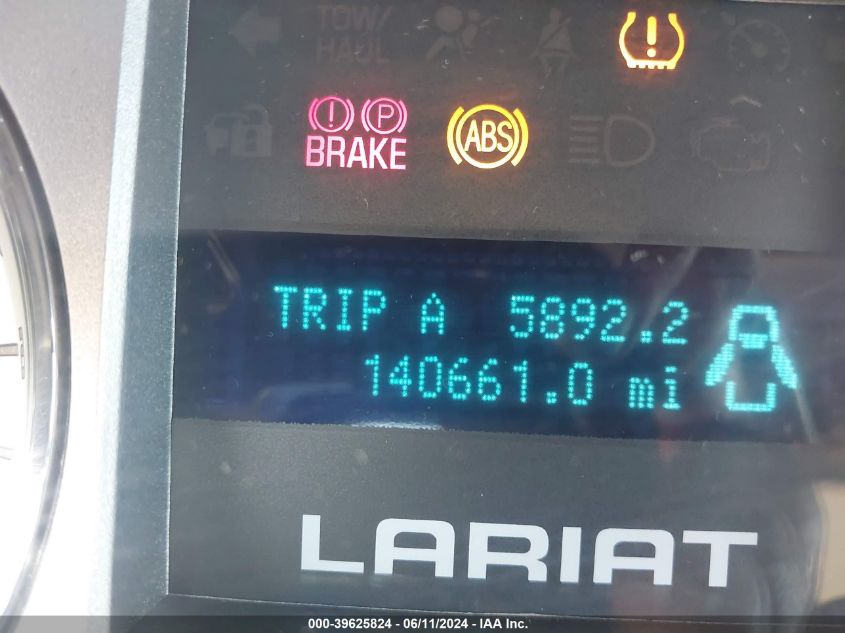 TOW/
HAUL
(!) (P)
BRAKE
ABS
TRIP A 5892.2
140661.0 mi
LARIAT
000-39625824 - 06/11/2024 - IAA Inc.